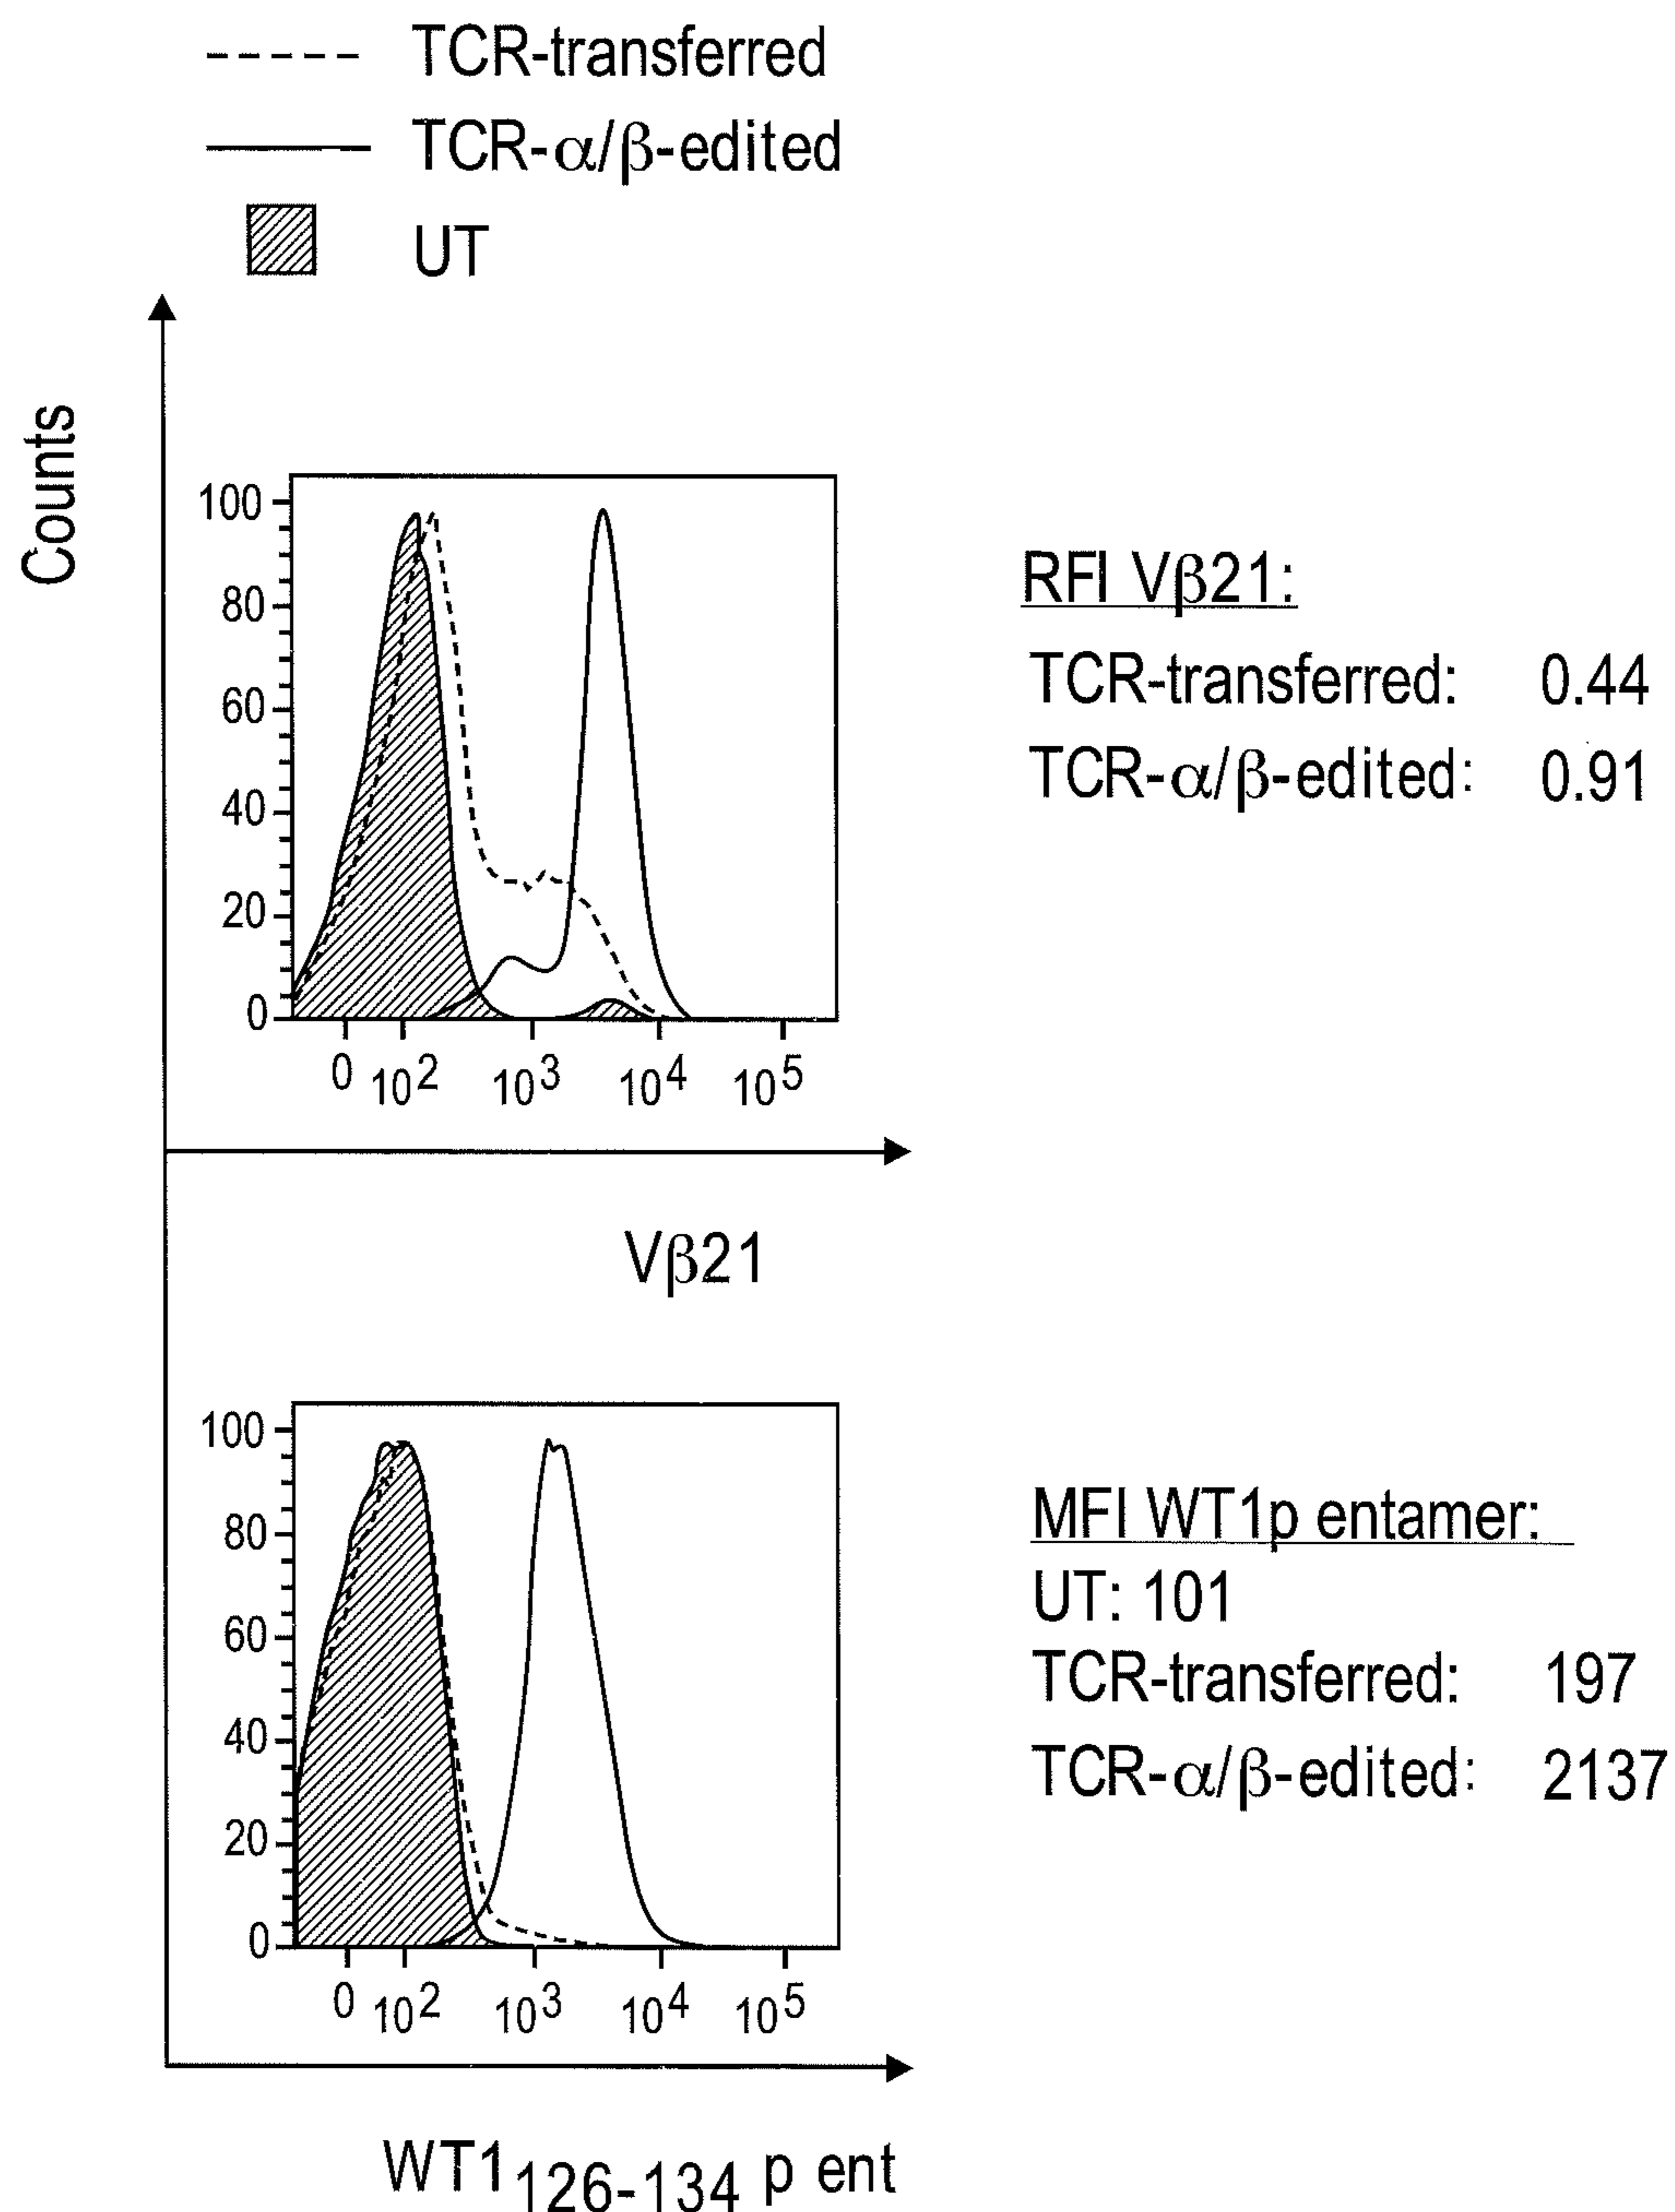 TCR-transferred
TCR-α/β-edited
UT
Counts
100
80
60
40
20
0
0 10² 10³ 10⁴ 10⁵
Vβ21
RFI Vβ21:
TCR-transferred: 0.44
TCR-α/β-edited: 0.91
100
80
60
40
20
0
0 10² 10³ 10⁴ 10⁵
WT1₁₂₆₋₁₃₄ p ent
MFI WT1p entamer:
UT: 101
TCR-transferred: 197
TCR-α/β-edited: 2137